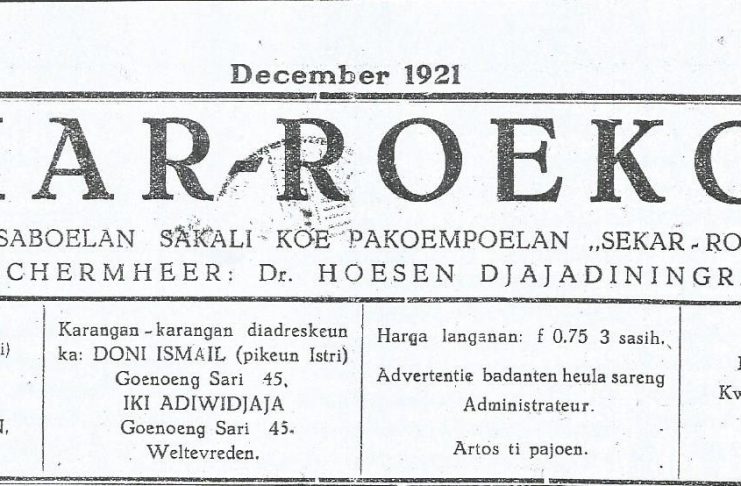 December 1921
KAR-ROEKO
SABOELAN SAKALI KOE PAKOEMPOELAN „SEKAR-RO
CHERMHEER: Dr. HOESEN DJAJADININGR
i)
N,
Karangan-karangan diadreskeun
ka: DONI ISMAIL (pikeun Istri)
Goenoeng Sari 45,
IKI ADIWIDJAJA
Goenoeng Sari 45.
Weltevreden.
Harga langanan: f 0.75 3 sasih.
Advertentie badanten heula sareng
Administrateur.
Artos ti pajoen.
Kw